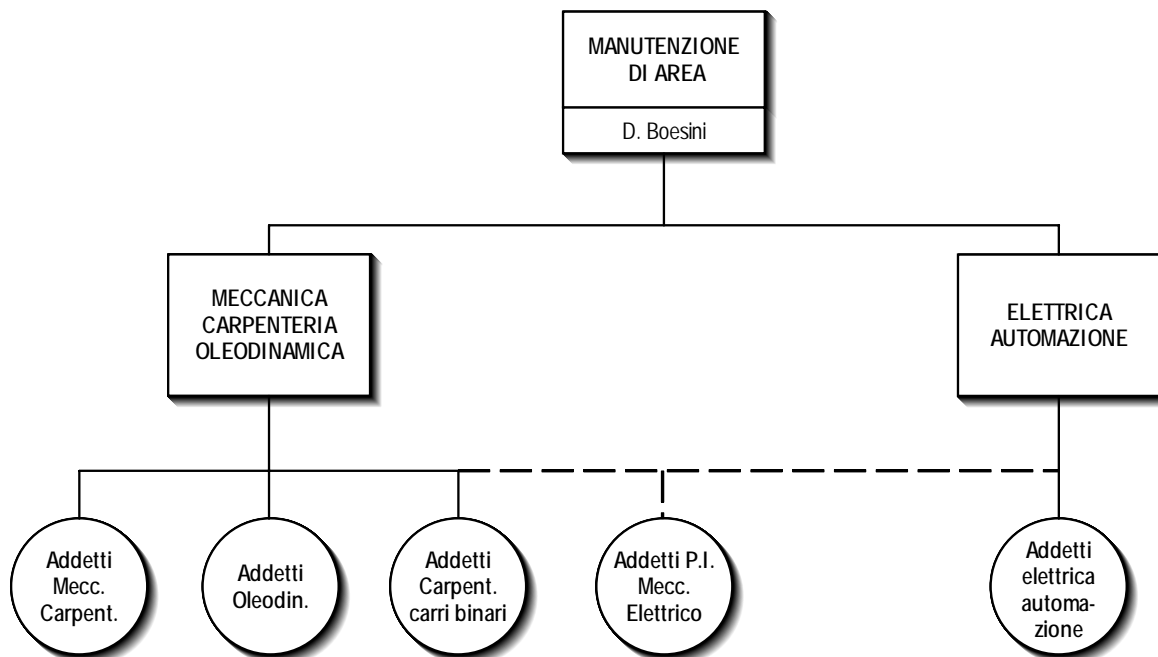 MANUTENZIONE
DI AREA
D. Boesini
MECCANICA
CARPENTERIA
OLEODINAMICA
ELETTRICA
AUTOMAZIONE
Addetti
Mecc.
Carpent.
Addetti
Oleodin.
Addetti
Carpent.
carri binari
Addetti P.I.
Mecc.
Elettrico
Addetti
elettrica
automa-
zione